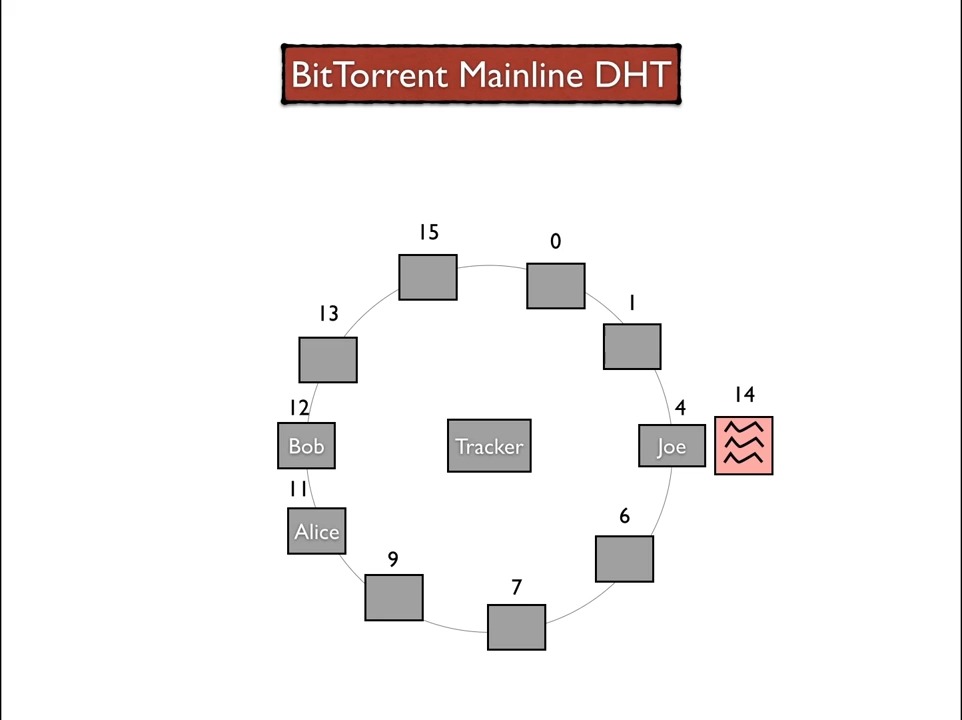 BitTorrent Mainline DHT
15
0
1
13
14
12
4
Bob
Tracker
Joe
11
6
Alice
9
7